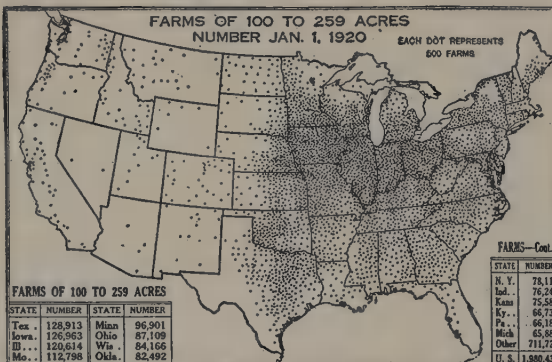 FARMS OF 100 TO 259 ACRES
NUMBER JAN. 1, 1920
EACH DOT REPRESENTS
500 FARMS
FARMS OF 100 TO 259 ACRES
STATE NUMBER STATE NUMBER
Tex. 128,913 Minn 96,901
Iowa. 126,963 Ohio 87,109
Ill. 120,614 Wis. 84,166
Mo. 112,798 Okla. 82,492
FARMS—Cont.
STATE NUMBER
N. Y.
Ind.
Kans
Ky.
Pa.
Mich
Other
U. S.